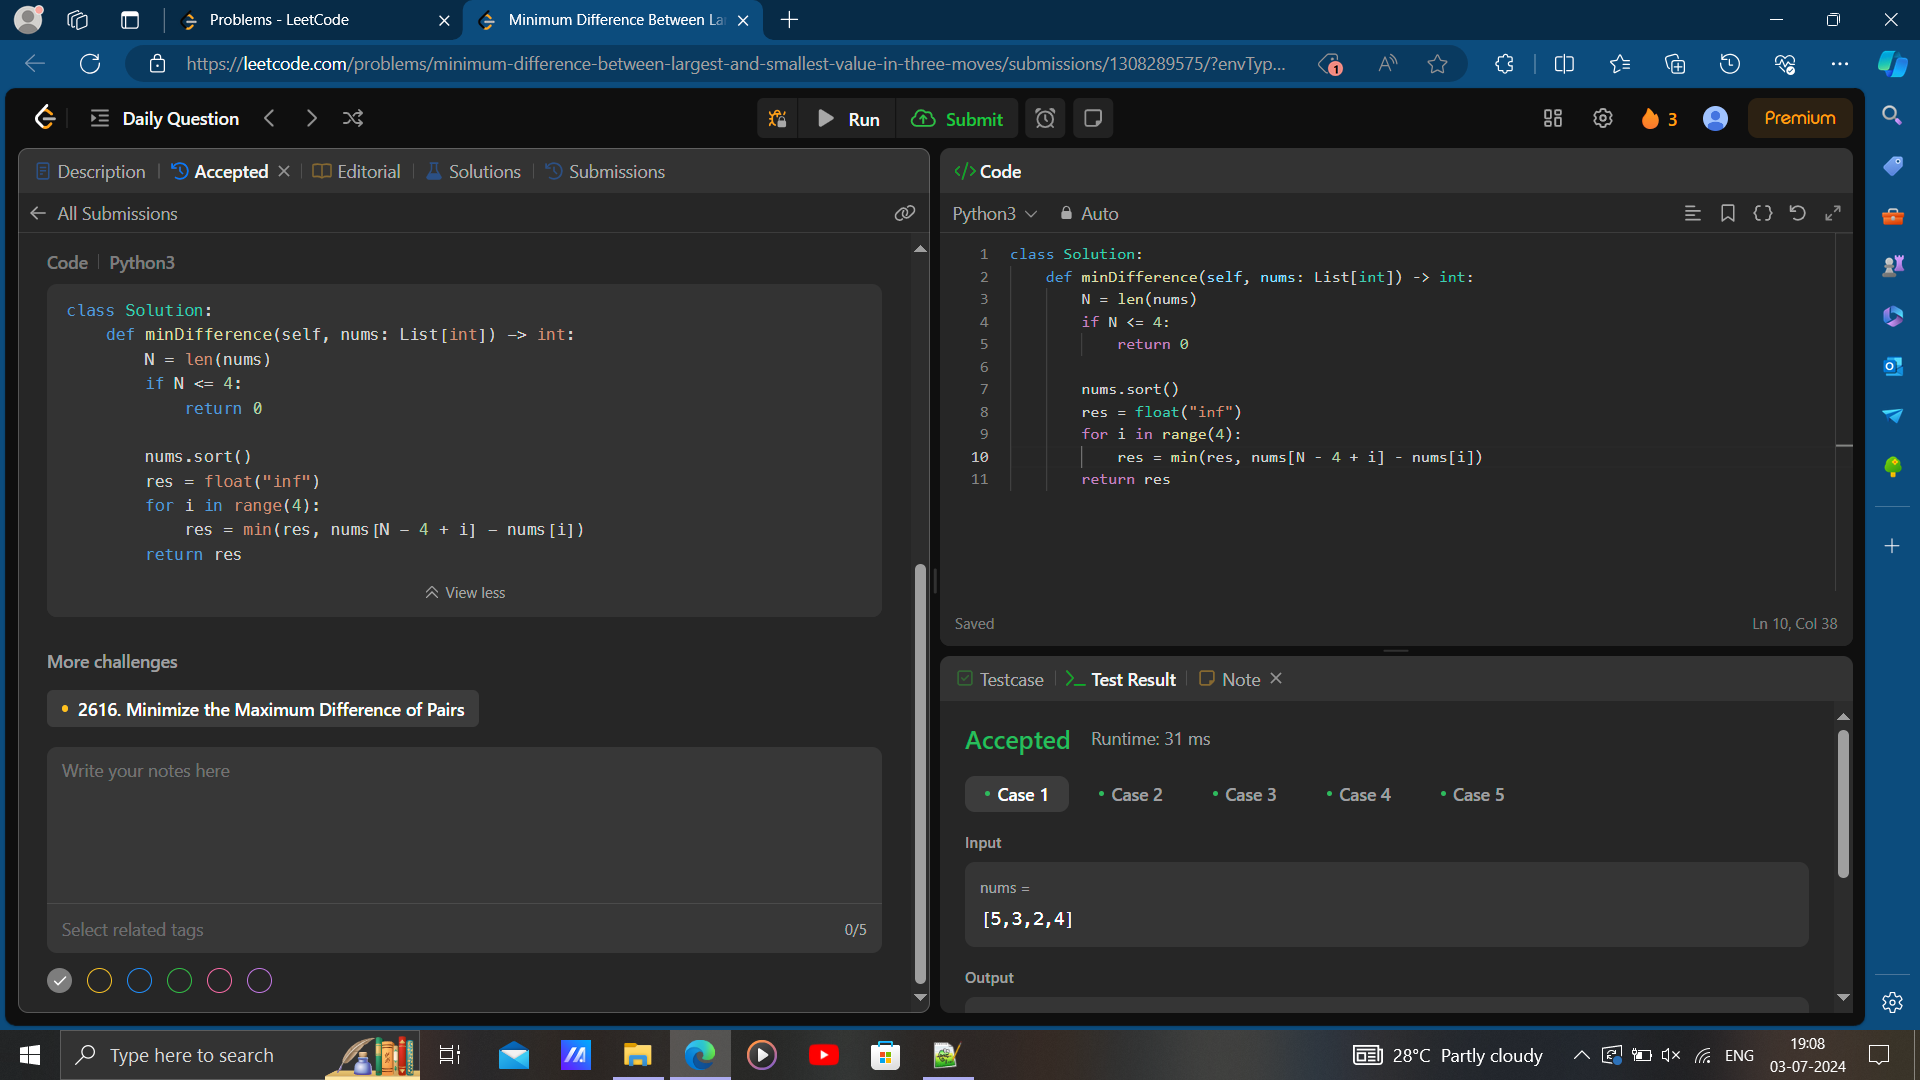 Problems - LeetCode
Minimum Difference Between La
https://leetcode.com/problems/minimum-difference-between-largest-and-smallest-value-in-three-moves/submissions/1308289575/?envTyp...
1
Daily Question
Run
Submit
3
Premium
Description
Accepted
Editorial
Solutions
Submissions
All Submissions
Code
Python3
class Solution:
def minDifference(self, nums: List[int]) -> int:
N = len(nums)
if N <= 4:
return 0
nums.sort()
res = float("inf")
for i in range(4):
res = min(res, nums[N - 4 + i] - nums[i])
return res
View less
More challenges
2616. Minimize the Maximum Difference of Pairs
Write your notes here
Select related tags
0/5
</> Code
Python3
Auto
1 class Solution:
2 def minDifference(self, nums: List[int]) -> int:
3 N = len(nums)
4 if N <= 4:
5 return 0
6
7 nums.sort()
8 res = float("inf")
9 for i in range(4):
10 res = min(res, nums[N - 4 + i] - nums[i])
11 return res
Saved
Ln 10, Col 38
Testcase
Test Result
Note
Accepted
Runtime: 31 ms
Case 1
Case 2
Case 3
Case 4
Case 5
Input
nums =
[5,3,2,4]
Output
Type here to search
28°C Partly cloudy
ENG
19:08
03-07-2024